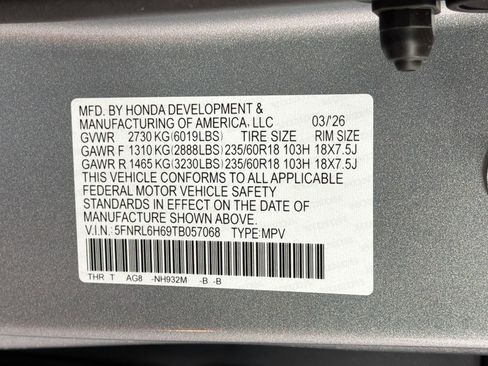 MFD. BY HONDA DEVELOPMENT &
MANUFACTURING OF AMERICA, LLC 03/'26
GVWR 2730 KG (6019LBS) TIRE SIZE RIM SIZE
GAWR F 1310 KG (2888LBS) 235/60R18 103H 18X7.5J
GAWR R 1465 KG (3230LBS) 235/60R18 103H 18X7.5J
THIS VEHICLE CONFORMS TO ALL APPLICABLE
FEDERAL MOTOR VEHICLE SAFETY
STANDARDS IN EFFECT ON THE DATE OF
MANUFACTURE SHOWN ABOVE.
V.I.N.: 5FNRL6H69TB057068 TYPE: MPV
THR T AG8 -NH932M -B -B